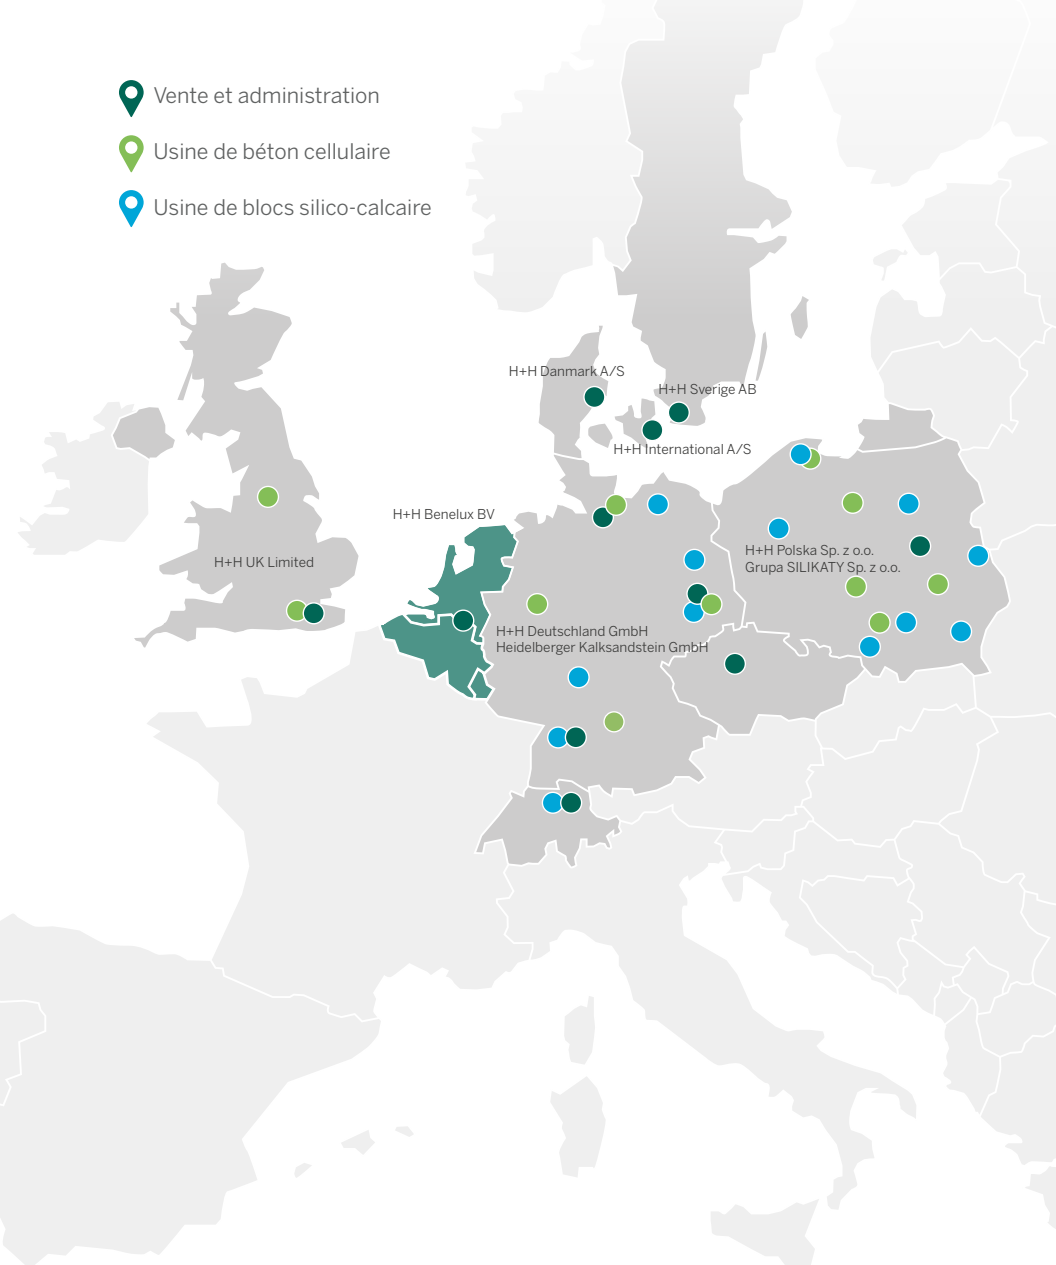 Vente et administration
Usine de béton cellulaire
Usine de blocs silico-calcaire
H+H Danmark A/S
H+H Sverige AB
H+H International A/S
H+H Benelux BV
H+H UK Limited
H+H Polska Sp. z o.o.
Grupa SILIKATY Sp. z o.o.
H+H Deutschland GmbH
Heidelberger Kalksandstein GmbH